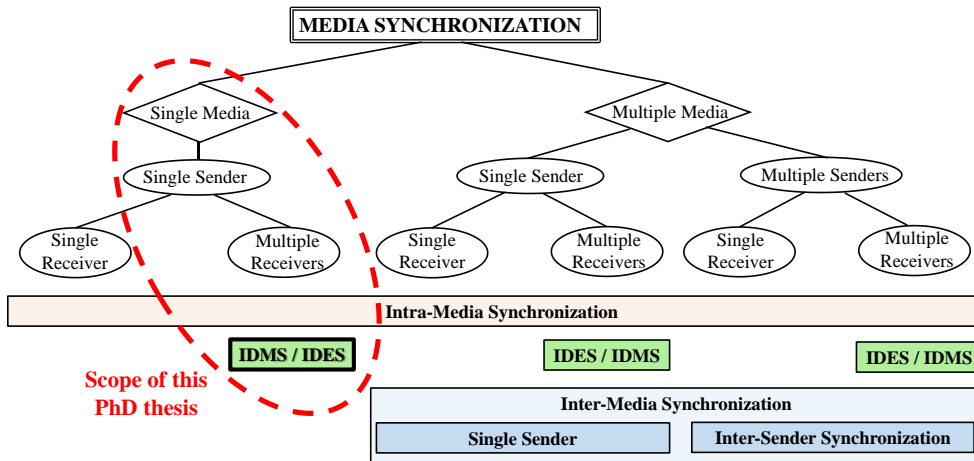 MEDIA SYNCHRONIZATION
Single Media
Multiple Media
Single Sender
Single Sender
Multiple Senders
Single
Receiver
Multiple
Receivers
Single
Receiver
Multiple
Receivers
Single
Receiver
Multiple
Receivers
Intra-Media Synchronization
IDMS / IDES
IDES / IDMS
IDES / IDMS
Scope of this
PhD thesis
Inter-Media Synchronization
Single Sender
Inter-Sender Synchronization